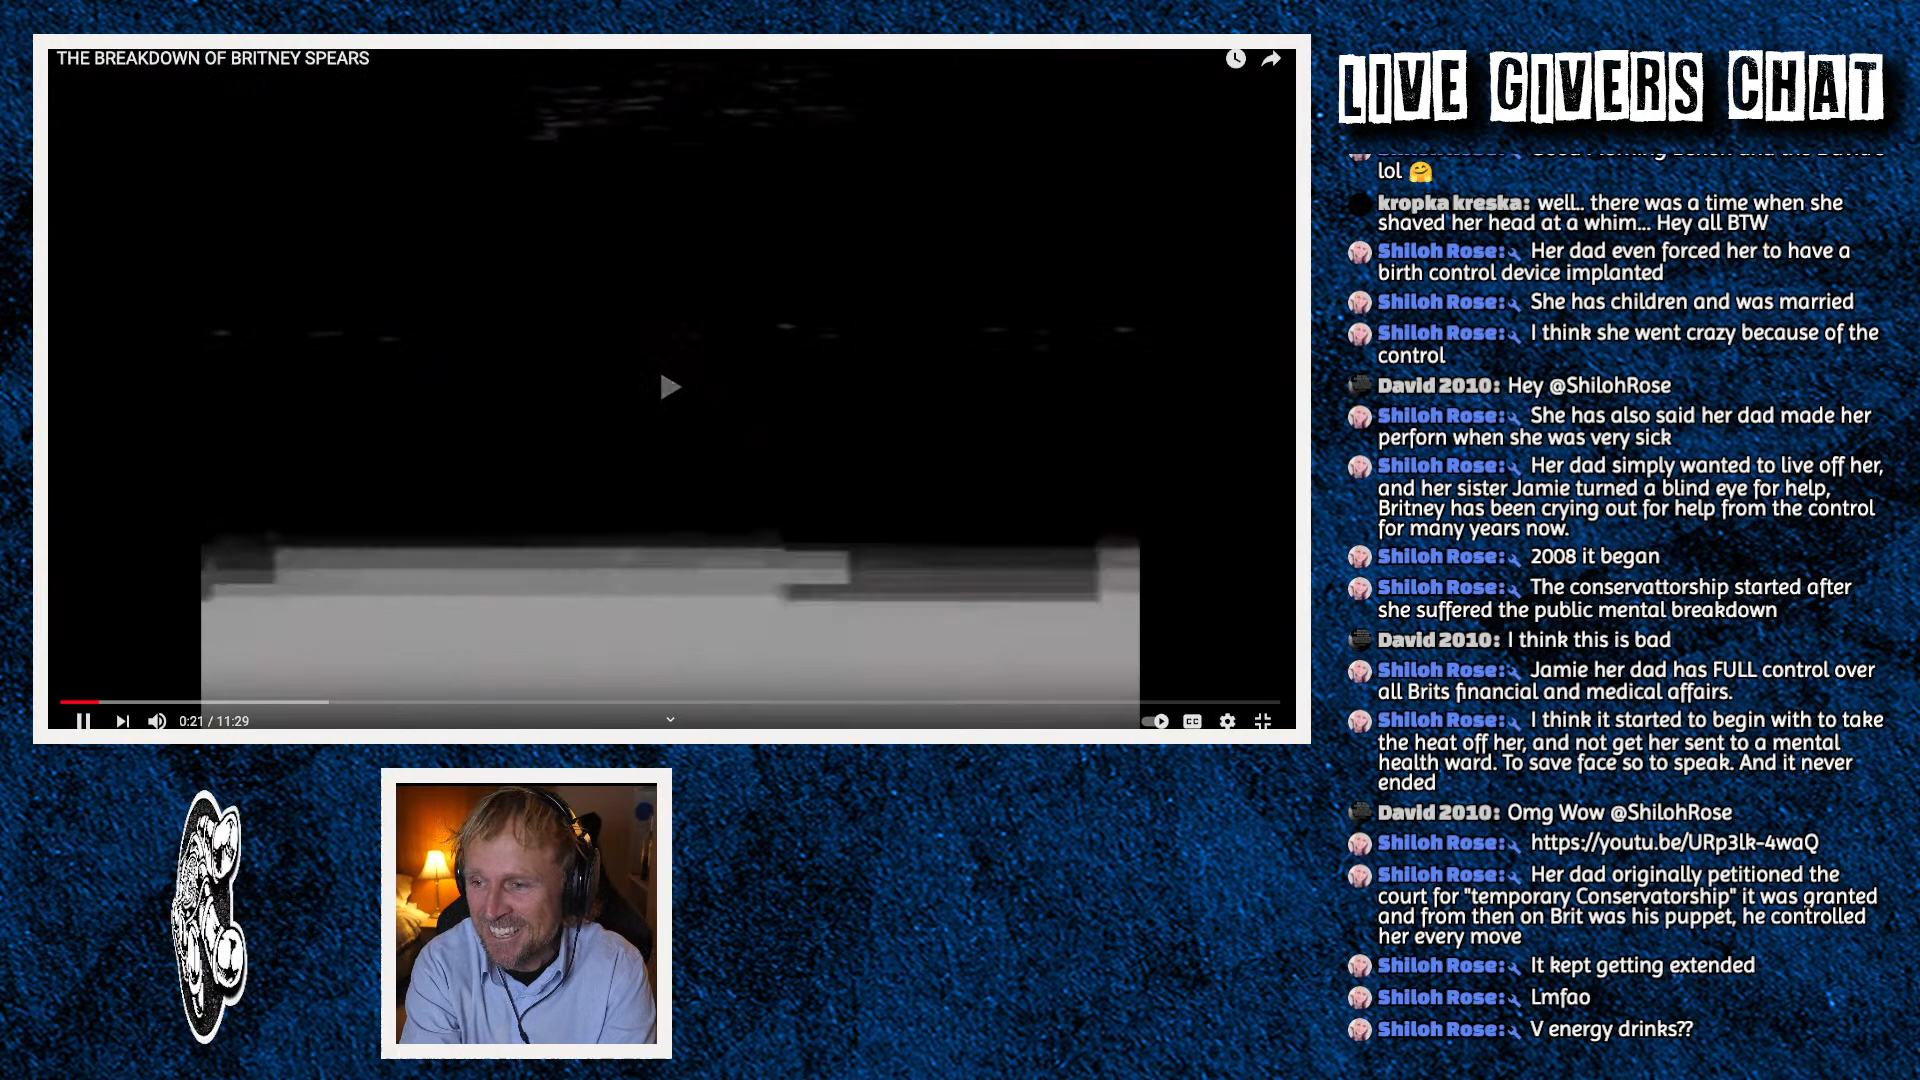 THE BREAKDOWN OF BRITNEY SPEARS
0:21 / 11:29
CC
LIVE GIVERS CHAT
lol
kropka kreska: well.. there was a time when she
shaved her head at a whim... Hey all BTW
Shiloh Rose: Her dad even forced her to have a
birth control device implanted
Shiloh Rose: She has children and was married
Shiloh Rose: I think she went crazy because of the
control
David 2010: Hey @ShilohRose
Shiloh Rose: She has also said her dad made her
perforn when she was very sick
Shiloh Rose: Her dad simply wanted to live off her,
and her sister Jamie turned a blind eye for help,
Britney has been crying out for help from the control
for many years now.
Shiloh Rose: 2008 it began
Shiloh Rose: The conservattorship started after
she suffered the public mental breakdown
David 2010: I think this is bad
Shiloh Rose: Jamie her dad has FULL control over
all Brits financial and medical affairs.
Shiloh Rose: I think it started to begin with to take
the heat off her, and not get her sent to a mental
health ward. To save face so to speak. And it never
ended
David 2010: Omg Wow @ShilohRose
Shiloh Rose: https://youtu.be/URp3lk-4waQ
Shiloh Rose: Her dad originally petitioned the
court for "temporary Conservatorship" it was granted
and from then on Brit was his puppet, he controlled
her every move
Shiloh Rose: It kept getting extended
Shiloh Rose: Lmfao
Shiloh Rose: V energy drinks??